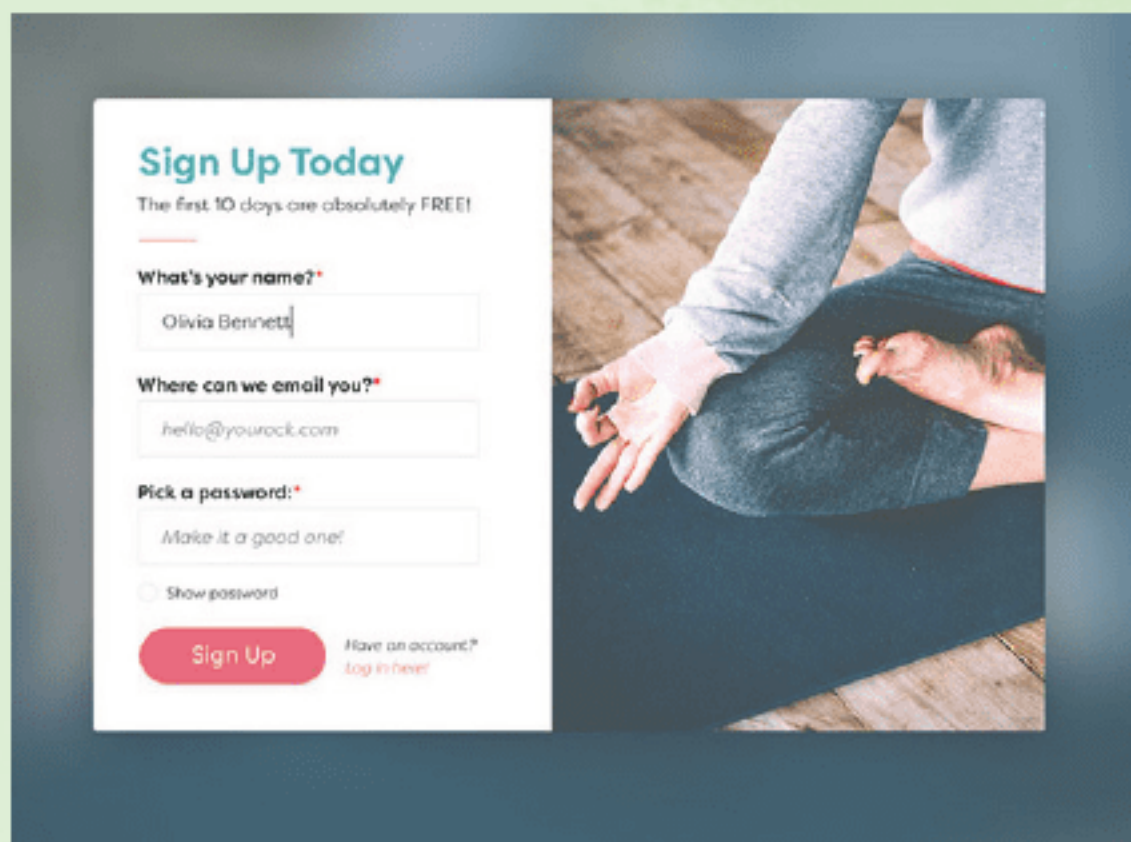 Sign Up Today
The first 10 days are absolutely FREE!
What's your name?*
Olivia Bennett
Where can we email you?*
hello@yourock.com
Pick a password:*
Make it a good one!
Show password
Sign Up
Have an account?
Log in here!